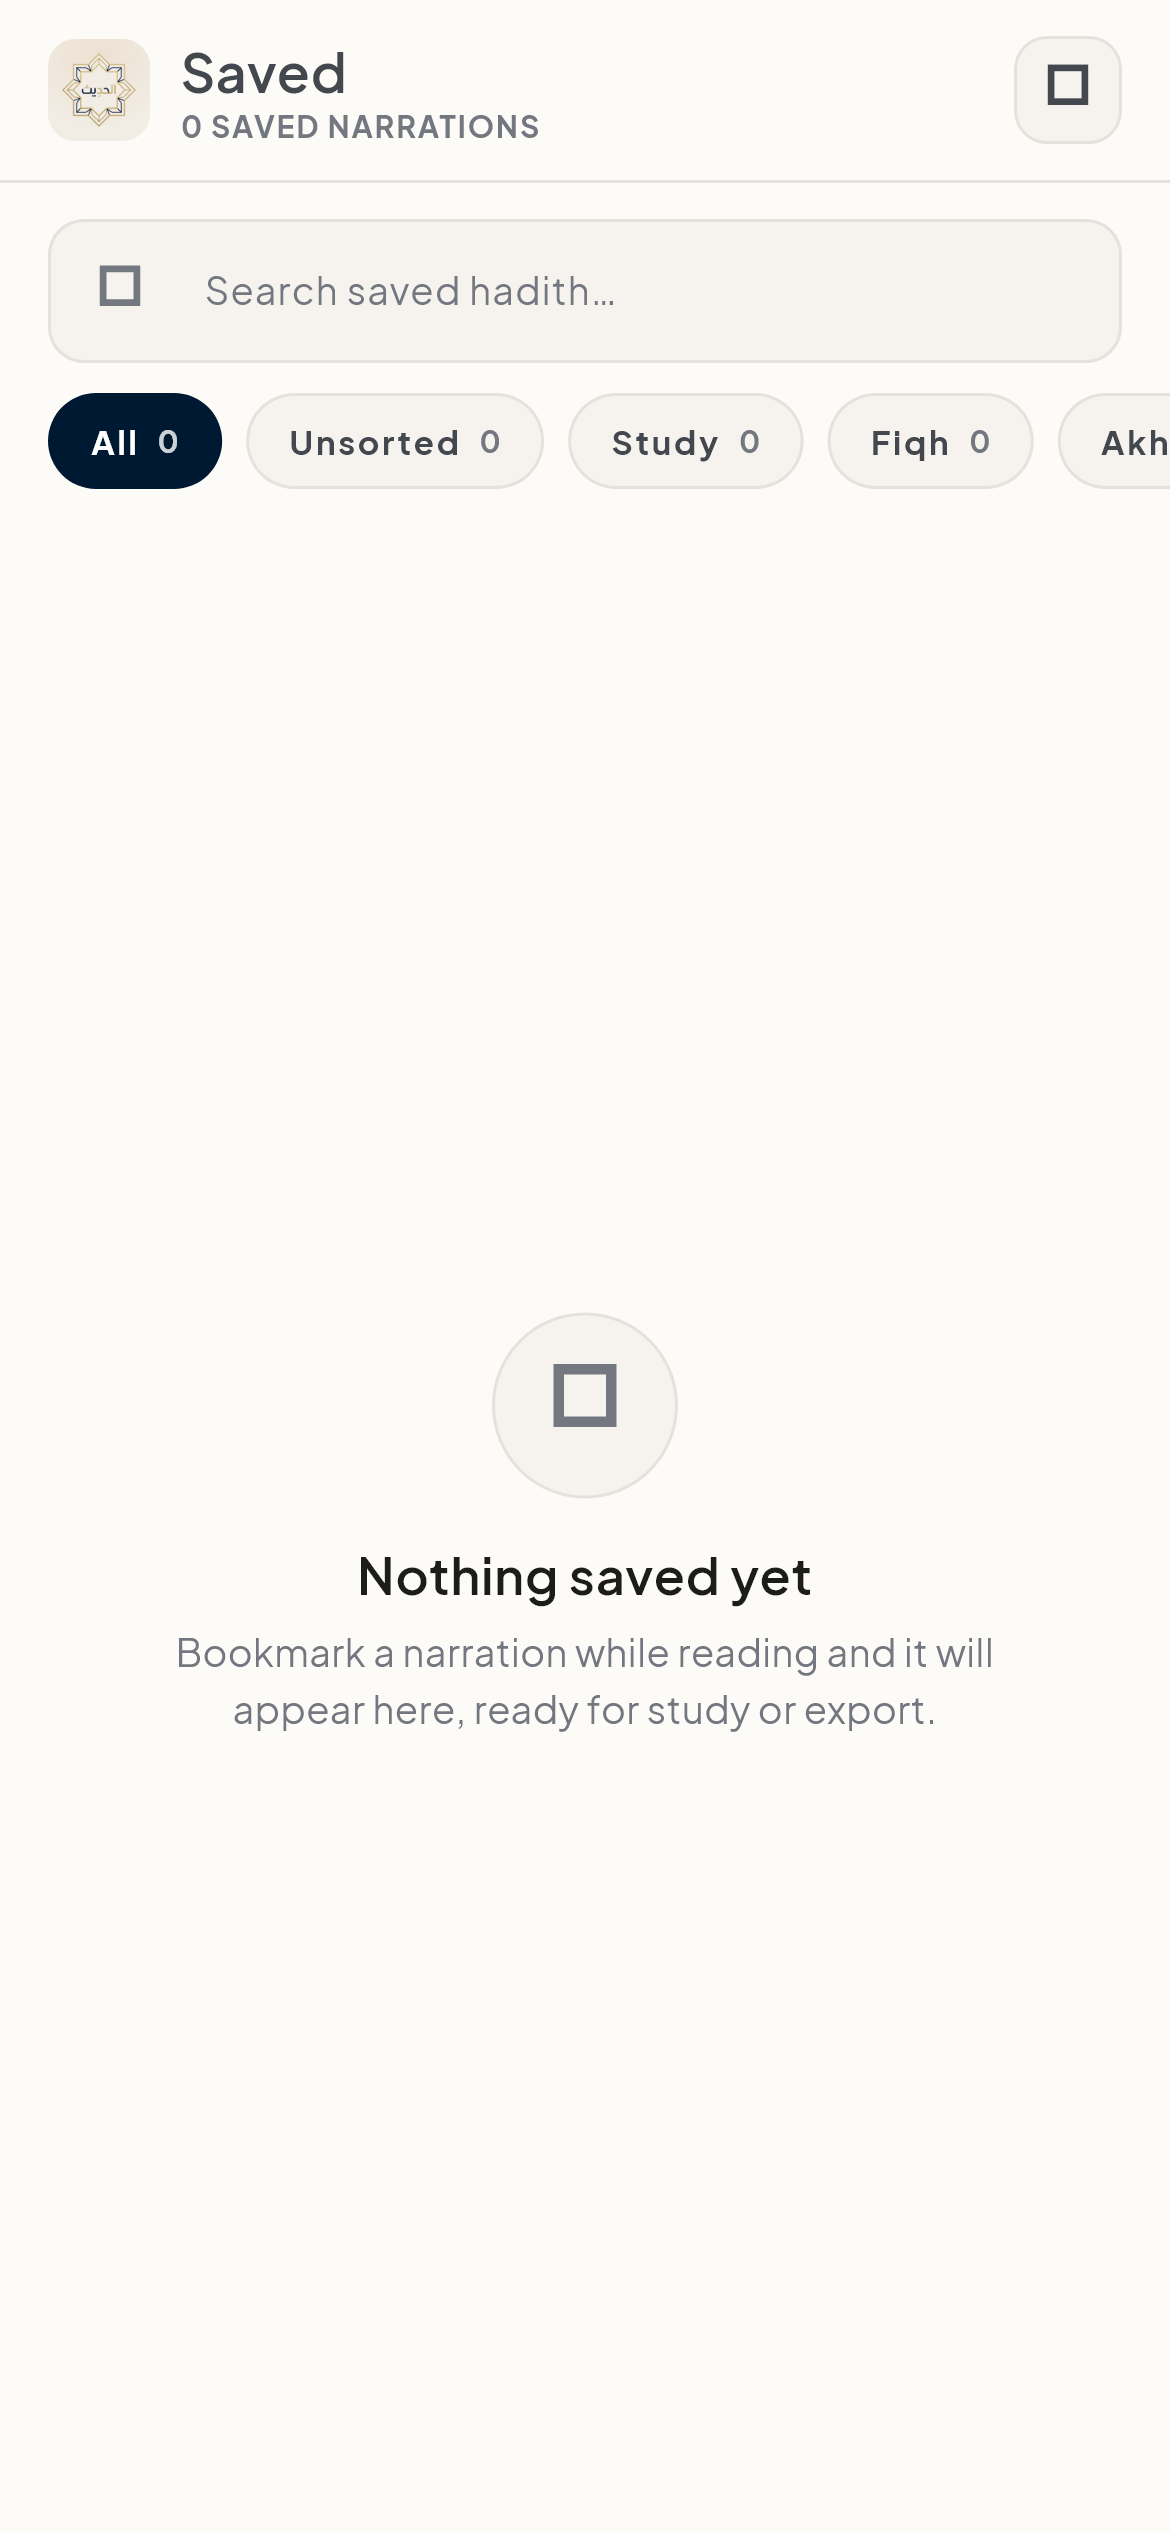 الحديث
Saved
0 SAVED NARRATIONS
Search saved hadith...
All 0
Unsorted 0
Study 0
Fiqh 0
Akh
Nothing saved yet
Bookmark a narration while reading and it will
appear here, ready for study or export.